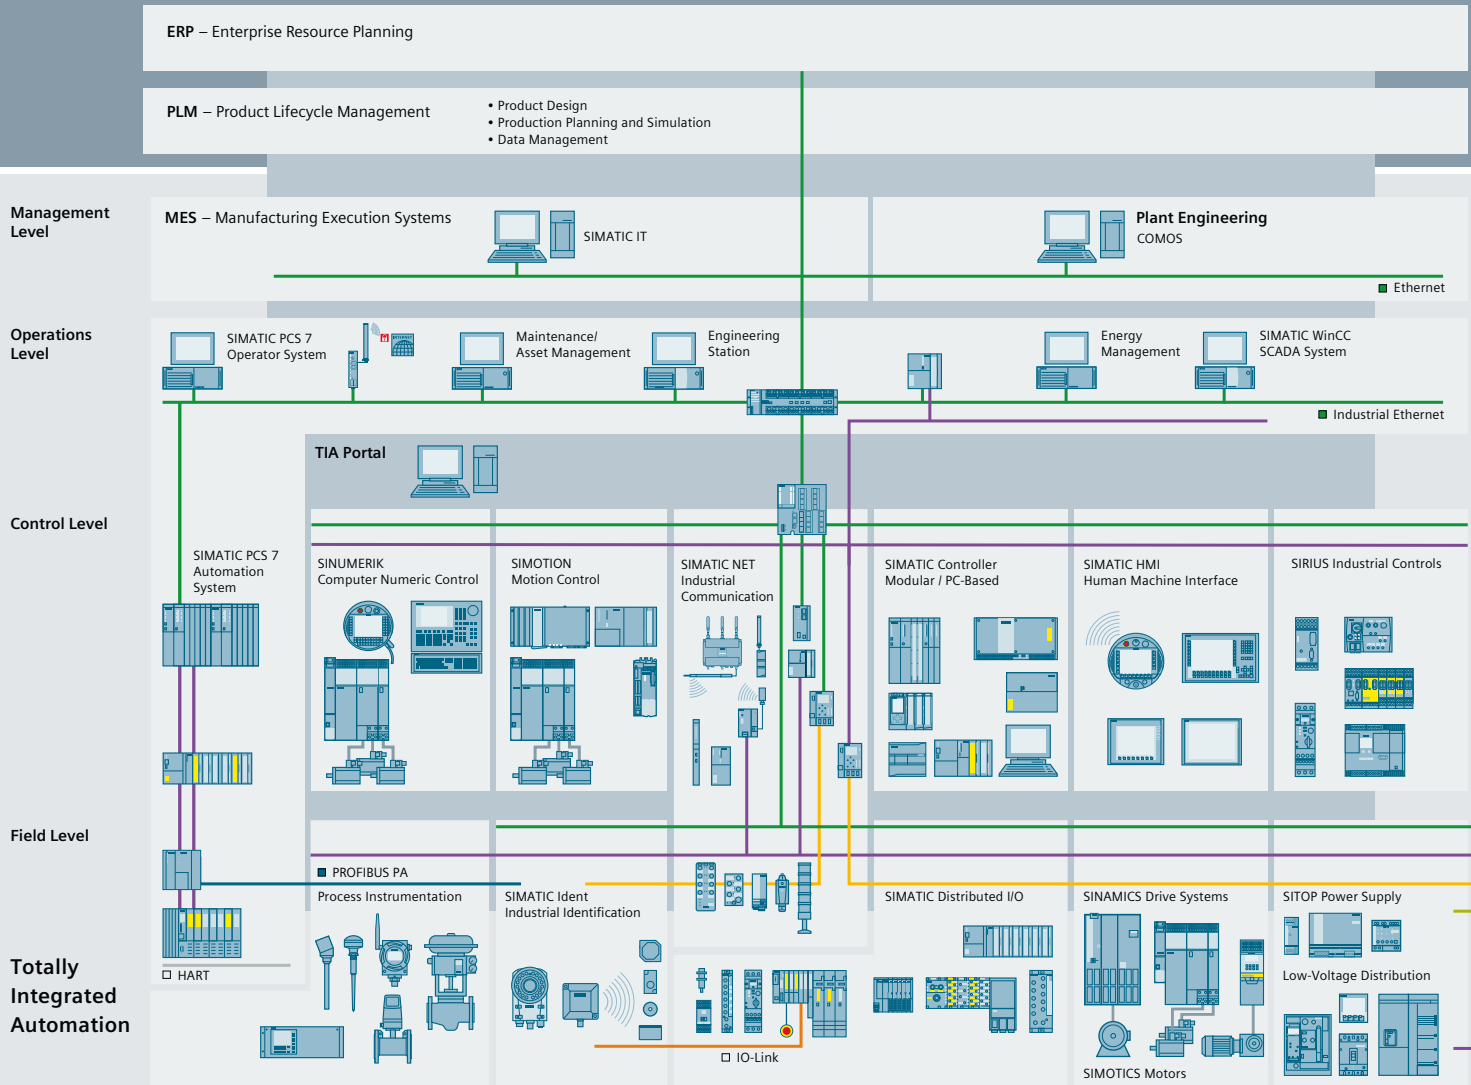 ERP – Enterprise Resource Planning
PLM – Product Lifecycle Management
• Product Design
• Production Planning and Simulation
• Data Management
Management
Level
MES – Manufacturing Execution Systems
SIMATIC IT
Plant Engineering
COMOS
Ethernet
Operations
Level
SIMATIC PCS 7
Operator System
Maintenance/
Asset Management
Engineering
Station
Energy
Management
SIMATIC WinCC
SCADA System
Industrial Ethernet
TIA Portal
Control Level
SIMATIC PCS 7
Automation
System
SINUMERIK
Computer Numeric Control
SIMOTION
Motion Control
SIMATIC NET
Industrial
Communication
SIMATIC Controller
Modular / PC-Based
SIMATIC HMI
Human Machine Interface
SIRIUS Industrial Controls
Field Level
PROFIBUS PA
Process Instrumentation
SIMATIC Ident
Industrial Identification
SIMATIC Distributed I/O
SINAMICS Drive Systems
SITOP Power Supply
Low-Voltage Distribution
HART
Totally
Integrated
Automation
IO-Link
SIMOTICS Motors